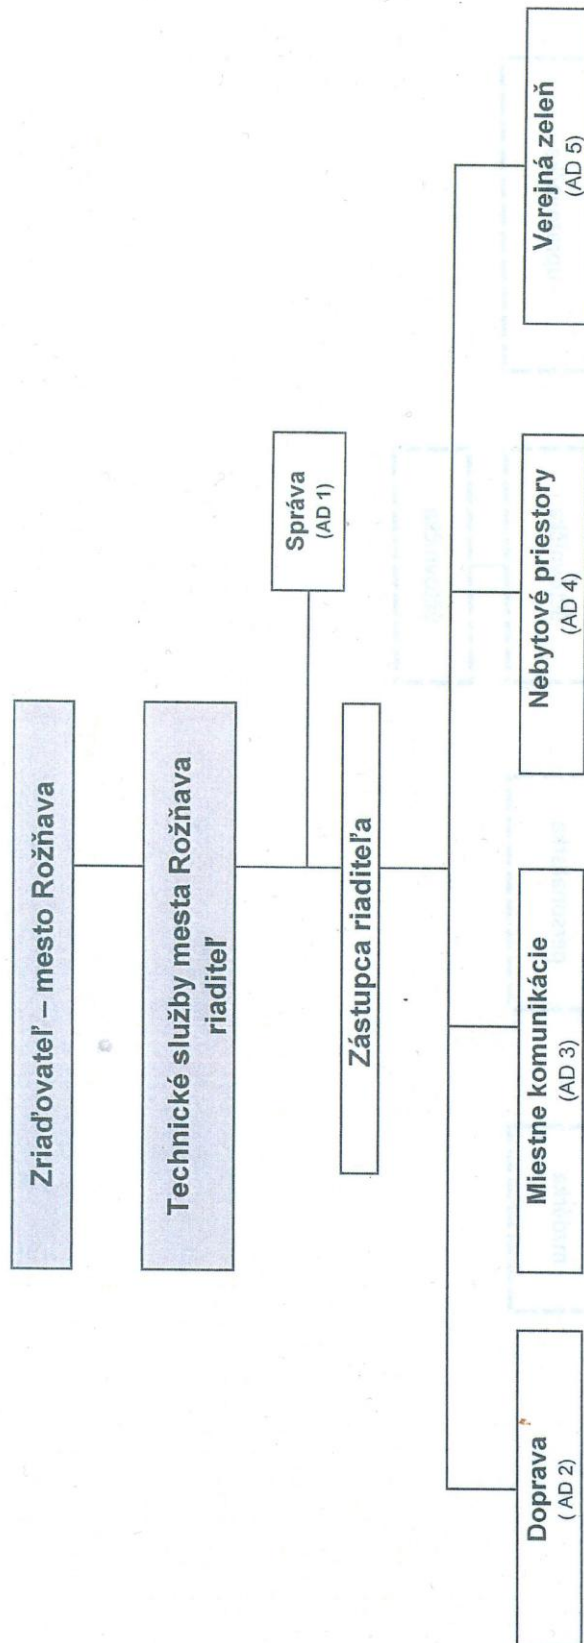 Zriaďovateľ – mesto Rožňava
Technické služby mesta Rožňava
riaditeľ
Správa
(AD 1)
Zástupca riaditeľa
Doprava
( AD 2)
Miestne komunikácie
(AD 3)
Nebytové priestory
(AD 4)
Verejná zeleň
(AD 5)